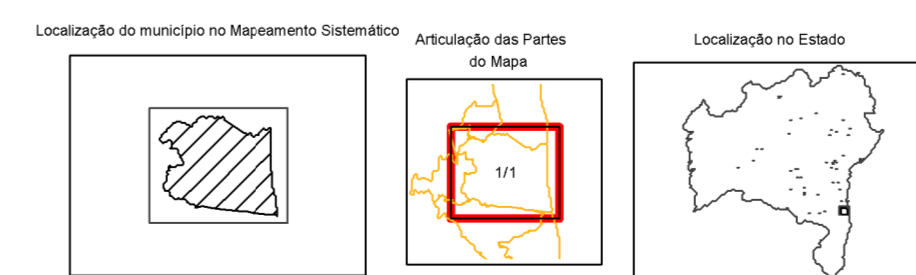 Localização do município no Mapeamento Sistemático
Articulação das Partes
do Mapa
Localização no Estado
1/1